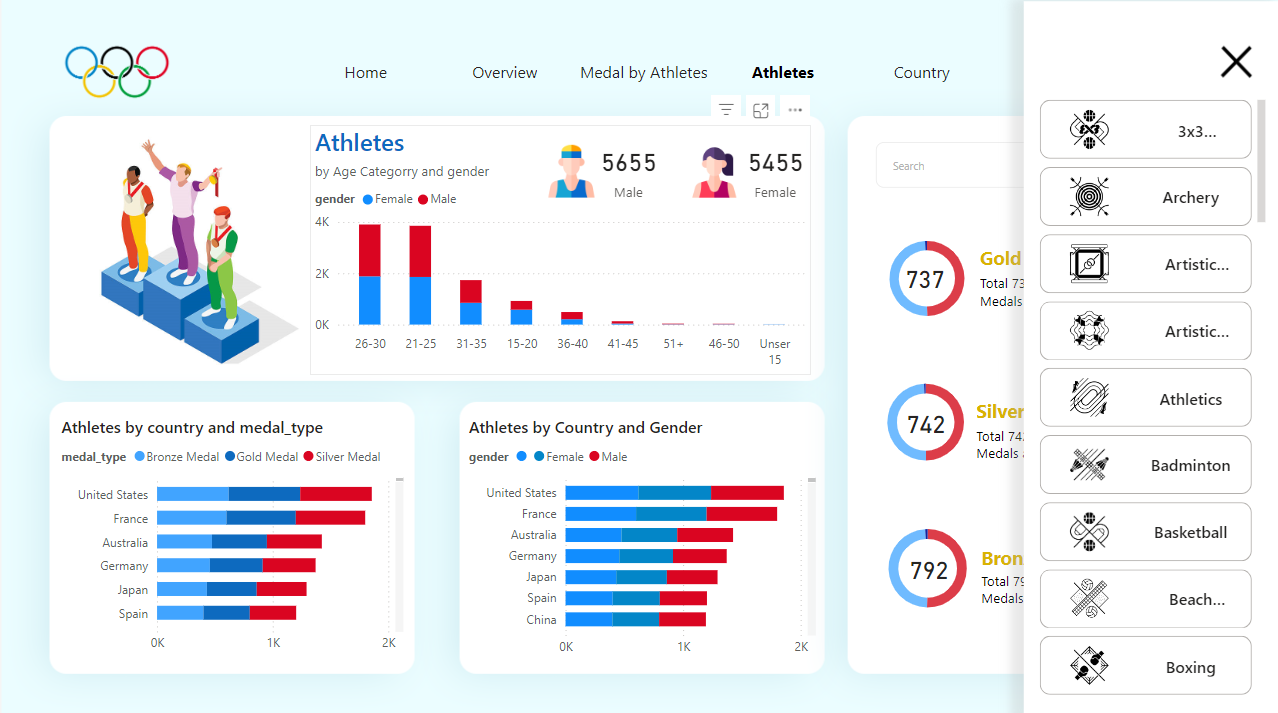 Home
Overview
Medal by Athletes
Athletes
Country
Athletes
by Age Categorry and gender
gender Female Male
5655
Male
5455
Female
4K
2K
0K
26-30 21-25 31-35 15-20 36-40 41-45 51+ 46-50 Unser
15
Athletes by country and medal_type
medal_type Bronze Medal Gold Medal Silver Medal
United States
France
Australia
Germany
Japan
Spain
0K 1K 2K
Athletes by Country and Gender
gender Female Male
United States
France
Australia
Germany
Japan
Spain
China
0K 1K 2K
Search
737
Gold
Total 73
Medals
742
Silver
Total 74
Medals
792
Bron
Total 79
Medals
3x3...
Archery
Artistic...
Artistic...
Athletics
Badminton
Basketball
Beach...
Boxing